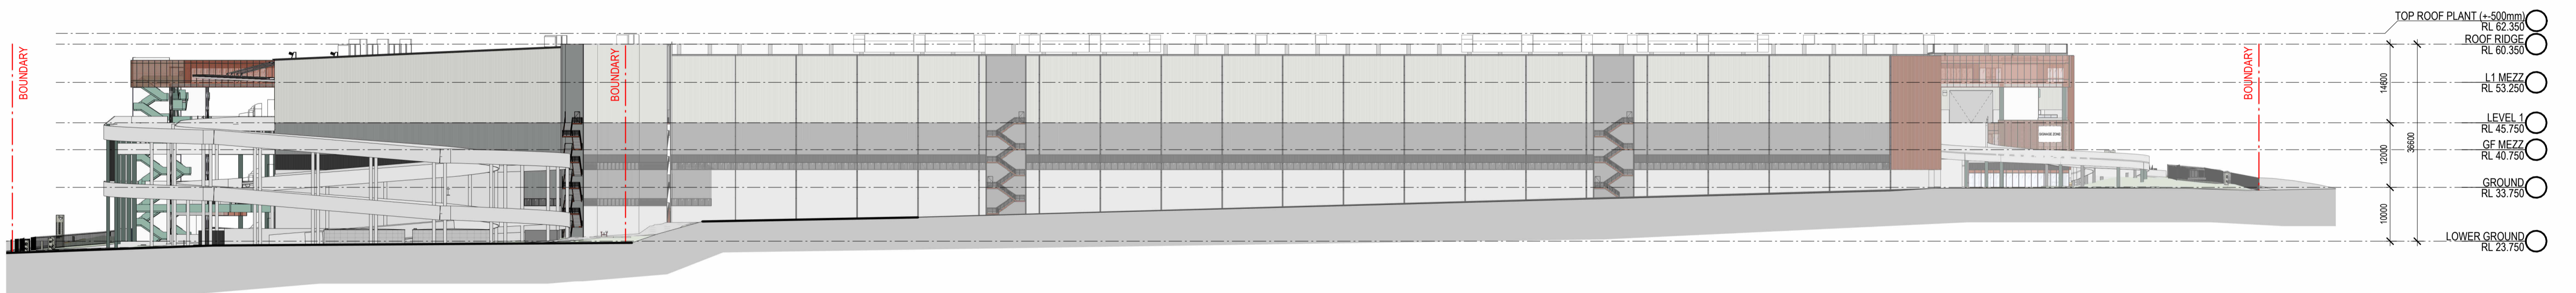 BOUNDARY
BOUNDARY
BOUNDARY
TOP ROOF PLANT (+-500mm)
RL 62.350
ROOF RIDGE
RL 60.350
L1 MEZZ
RL 53.250
LEVEL 1
RL 45.750
GF MEZZ
RL 40.750
GROUND
RL 33.750
LOWER GROUND
RL 23.750
14600
12000
10000
36600
SIGNAGE ZONE